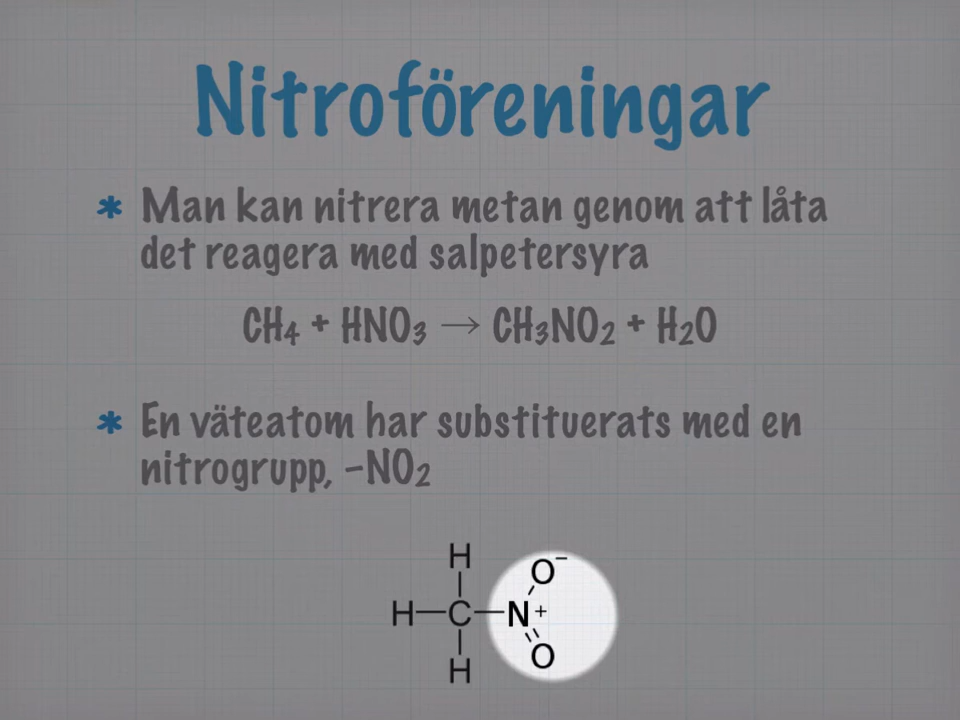 Nitroföreningar
* Man kan nitrera metan genom att låta
det reagera med salpetersyra
CH₄ + HNO₃ → CH₃NO₂ + H₂O
* En väteatom har substituerats med en
nitrogrupp, –NO₂
H
O⁻
H–C–N⁺
O
H